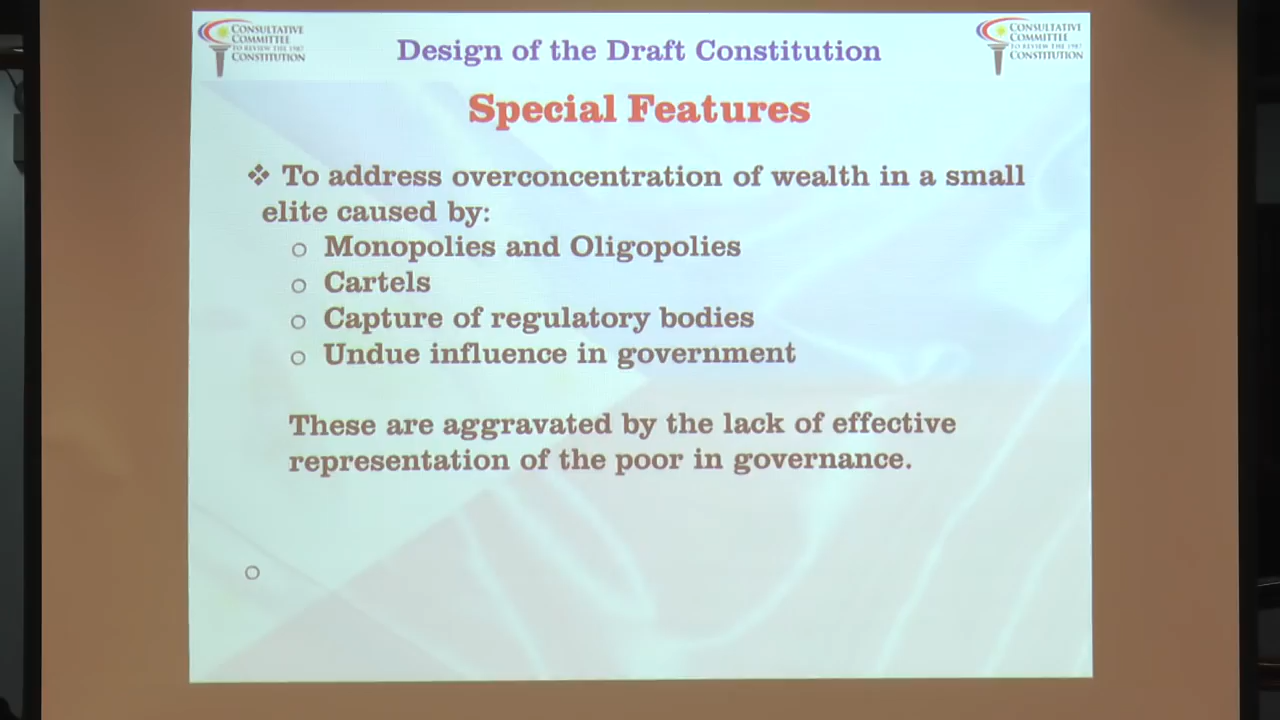 CONSULTATIVE
COMMITTEE
TO REVIEW THE 1987
CONSTITUTION
Design of the Draft Constitution
CONSULTATIVE
COMMITTEE
TO REVIEW THE 1987
CONSTITUTION
Special Features
❖ To address overconcentration of wealth in a small
elite caused by:
o Monopolies and Oligopolies
o Cartels
o Capture of regulatory bodies
o Undue influence in government
These are aggravated by the lack of effective
representation of the poor in governance.
o